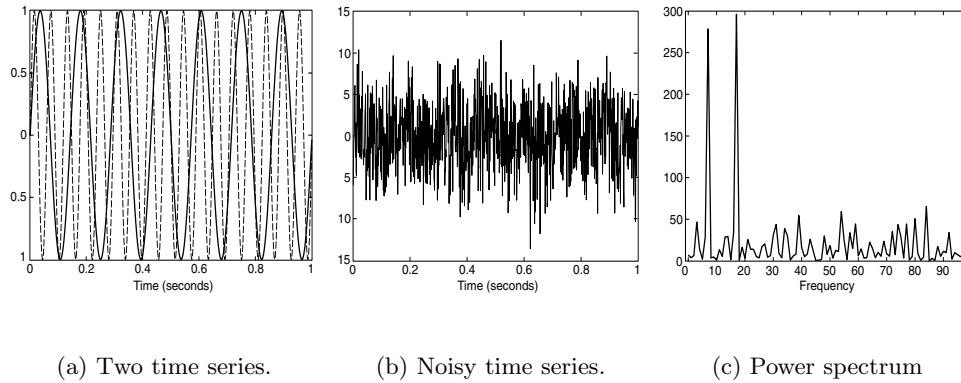 1
0.5
0
0.5
1
0 0.2 0.4 0.6 0.8 1
Time (seconds)
15
10
5
0
5
10
15
0 0.2 0.4 0.6 0.8 1
Time (seconds)
300
250
200
150
100
50
0
0 10 20 30 40 50 60 70 80 90
Frequency
(a) Two time series.
(b) Noisy time series.
(c) Power spectrum